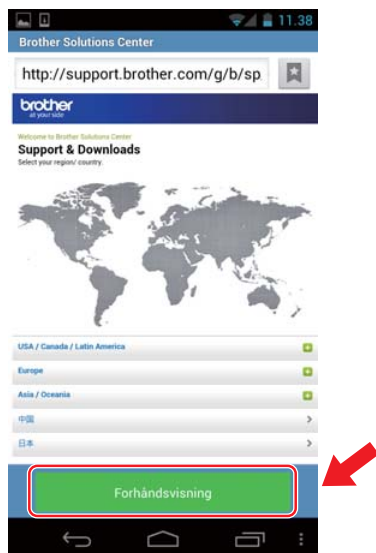 11.38
Brother Solutions Center
http://support.brother.com/g/b/sp
brother
at your side
Welcome to Brother Solutions Center
Support & Downloads
Select your region/ country.
USA / Canada / Latin America
Europe
Asia / Oceania
中国
日本
Forhåndsvisning